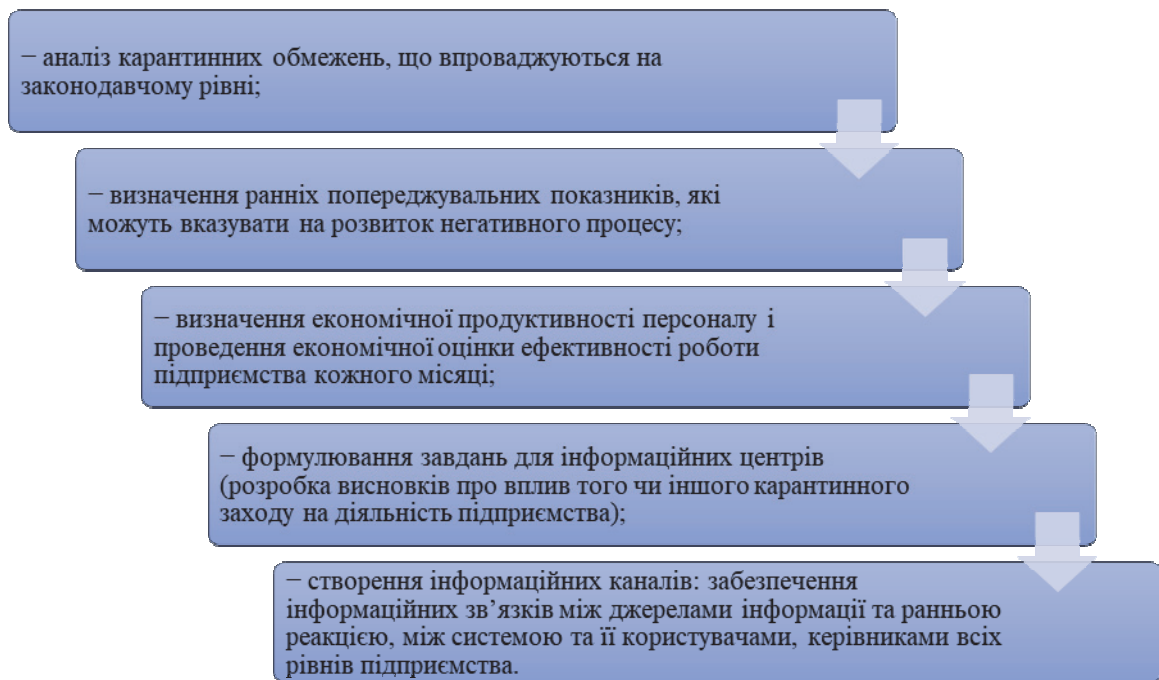 − аналіз карантинних обмежень, що впроваджуються на
законодавчому рівні;
− визначення ранніх попереджувальних показників, які
можуть вказувати на розвиток негативного процесу;
− визначення економічної продуктивності персоналу і
проведення економічної оцінки ефективності роботи
підприємства кожного місяці;
− формулювання завдань для інформаційних центрів
(розробка висновків про вплив того чи іншого карантинного
заходу на діяльність підприємства);
− створення інформаційних каналів: забезпечення
інформаційних зв’язків між джерелами інформації та ранньою
реакцією, між системою та її користувачами, керівниками всіх
рівнів підприємства.